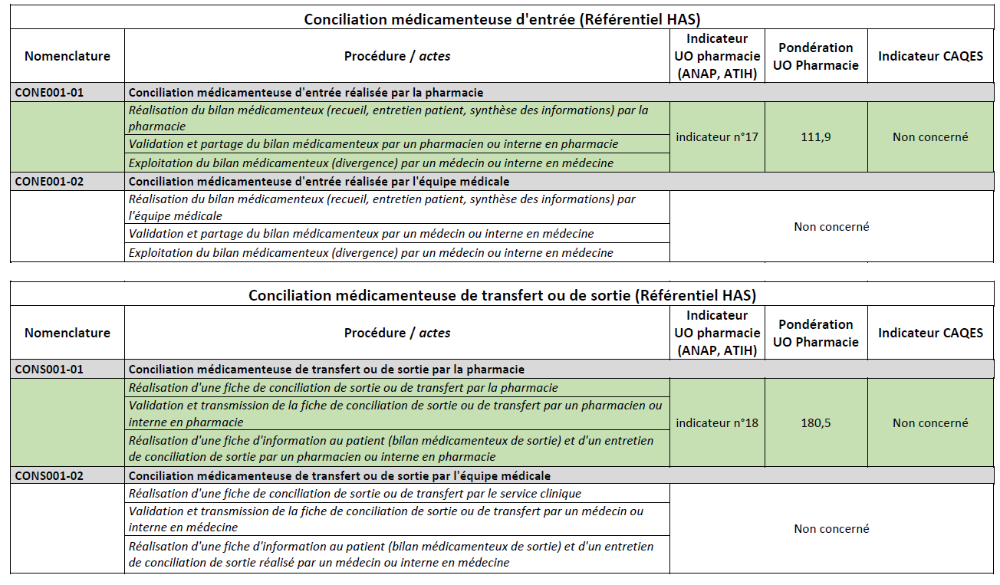 Conciliation médicamenteuse d'entrée (Référentiel HAS)
Nomenclature
Procédure / actes
Indicateur
UO pharmacie
(ANAP, ATIH)
Pondération
UO Pharmacie
Indicateur CAQES
CONE001-01
Conciliation médicamenteuse d'entrée réalisée par la pharmacie
Réalisation du bilan médicamenteux (recueil, entretien patient, synthèse des informations) par la
pharmacie
Validation et partage du bilan médicamenteux par un pharmacien ou interne en pharmacie
Exploitation du bilan médicamenteux (divergence) par un médecin ou interne en médecine
indicateur n°17
111,9
Non concerné
CONE001-02
Conciliation médicamenteuse d'entrée réalisée par l'équipe médicale
Réalisation du bilan médicamenteux (recueil, entretien patient, synthèse des informations) par
l'équipe médicale
Validation et partage du bilan médicamenteux par un médecin ou interne en médecine
Exploitation du bilan médicamenteux (divergence) par un médecin ou interne en médecine
Non concerné
Conciliation médicamenteuse de transfert ou de sortie (Référentiel HAS)
Nomenclature
Procédure / actes
Indicateur
UO pharmacie
(ANAP, ATIH)
Pondération
UO Pharmacie
Indicateur CAQES
CONS001-01
Conciliation médicamenteuse de transfert ou de sortie par la pharmacie
Réalisation d'une fiche de conciliation de sortie ou de transfert par la pharmacie
Validation et transmission de la fiche de conciliation de sortie ou de transfert par un pharmacien ou
interne en pharmacie
Réalisation d'une fiche d'information au patient (bilan médicamenteux de sortie) et d'un entretien
de conciliation de sortie par un pharmacien ou interne en pharmacie
indicateur n°18
180,5
Non concerné
CONS001-02
Conciliation médicamenteuse de transfert ou de sortie par l'équipe médicale
Réalisation d'une fiche de conciliation de sortie ou de transfert par le service clinique
Validation et transmission de la fiche de conciliation de sortie ou de transfert par un médecin ou
interne en médecine
Réalisation d'une fiche d'information au patient (bilan médicamenteux de sortie) et d'un entretien
de conciliation de sortie réalisé par un médecin ou interne en médecine
Non concerné